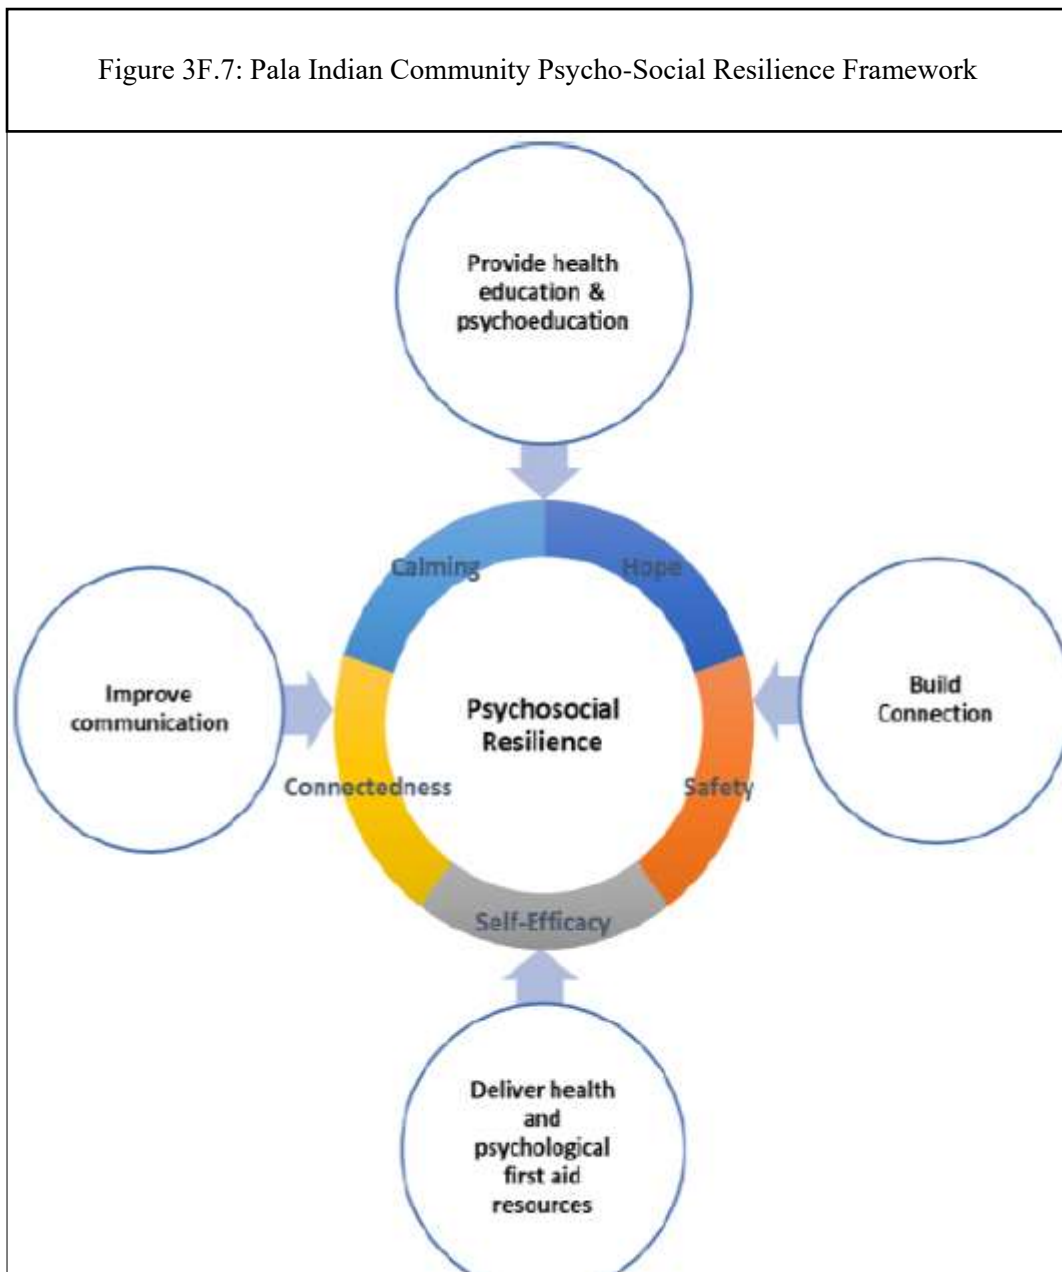 Figure 3F.7: Pala Indian Community Psycho-Social Resilience Framework
Provide health
education &
psychoeducation
Calming
Hope
Improve
communication
Psychosocial
Resilience
Build
Connection
Connectedness
Safety
Self-Efficacy
Deliver health
and
psychological
first aid
resources